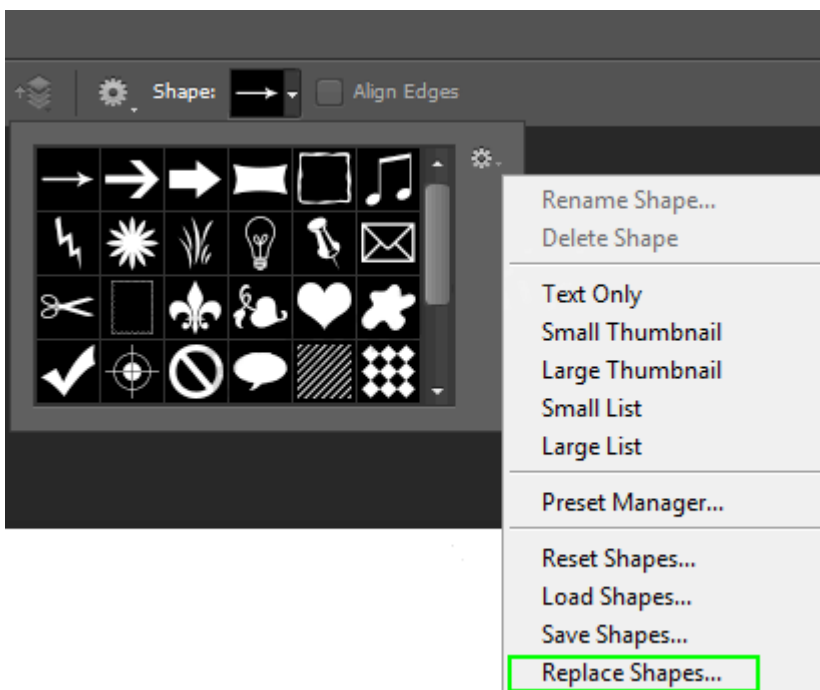 Shape:
Align Edges
Rename Shape...
Delete Shape
Text Only
Small Thumbnail
Large Thumbnail
Small List
Large List
Preset Manager...
Reset Shapes...
Load Shapes...
Save Shapes...
Replace Shapes...